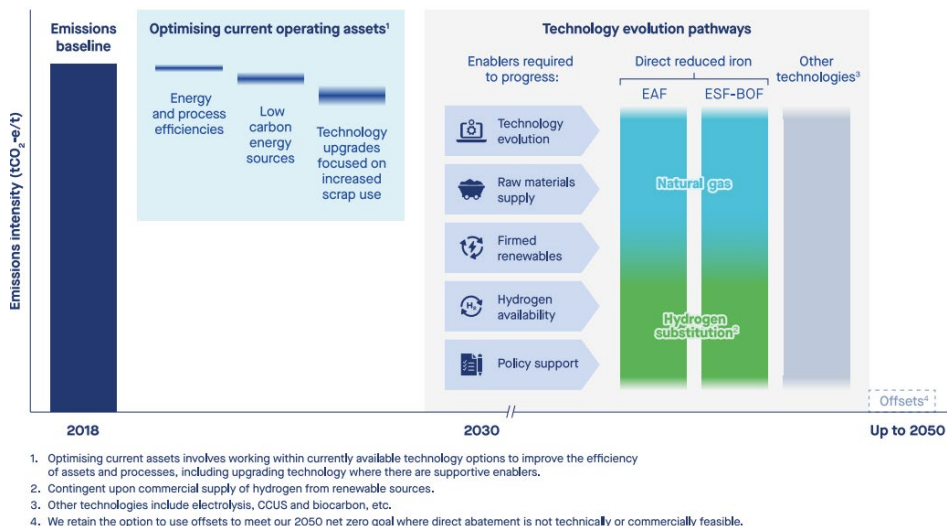 Emissions
baseline
Emissions intensity (tCO₂-e/t)
Optimising current operating assets¹
Energy
and process
efficiencies
Low
carbon
energy
sources
Technology
upgrades
focused on
increased
scrap use
Technology evolution pathways
Enablers required
to progress:
Technology
evolution
Raw materials
supply
Firmed
renewables
Hydrogen
availability
H₂
Policy support
Direct reduced iron
EAF
ESF-BOF
Natural gas
Hydrogen
substitution²
Other
technologies³
Offsets⁴
2018
2030
Up to 2050
1. Optimising current assets involves working within currently available technology options to improve the efficiency
of assets and processes, including upgrading technology where there are supportive enablers.
2. Contingent upon commercial supply of hydrogen from renewable sources.
3. Other technologies include electrolysis, CCUS and biocarbon, etc.
4. We retain the option to use offsets to meet our 2050 net zero goal where direct abatement is not technically or commercially feasible.